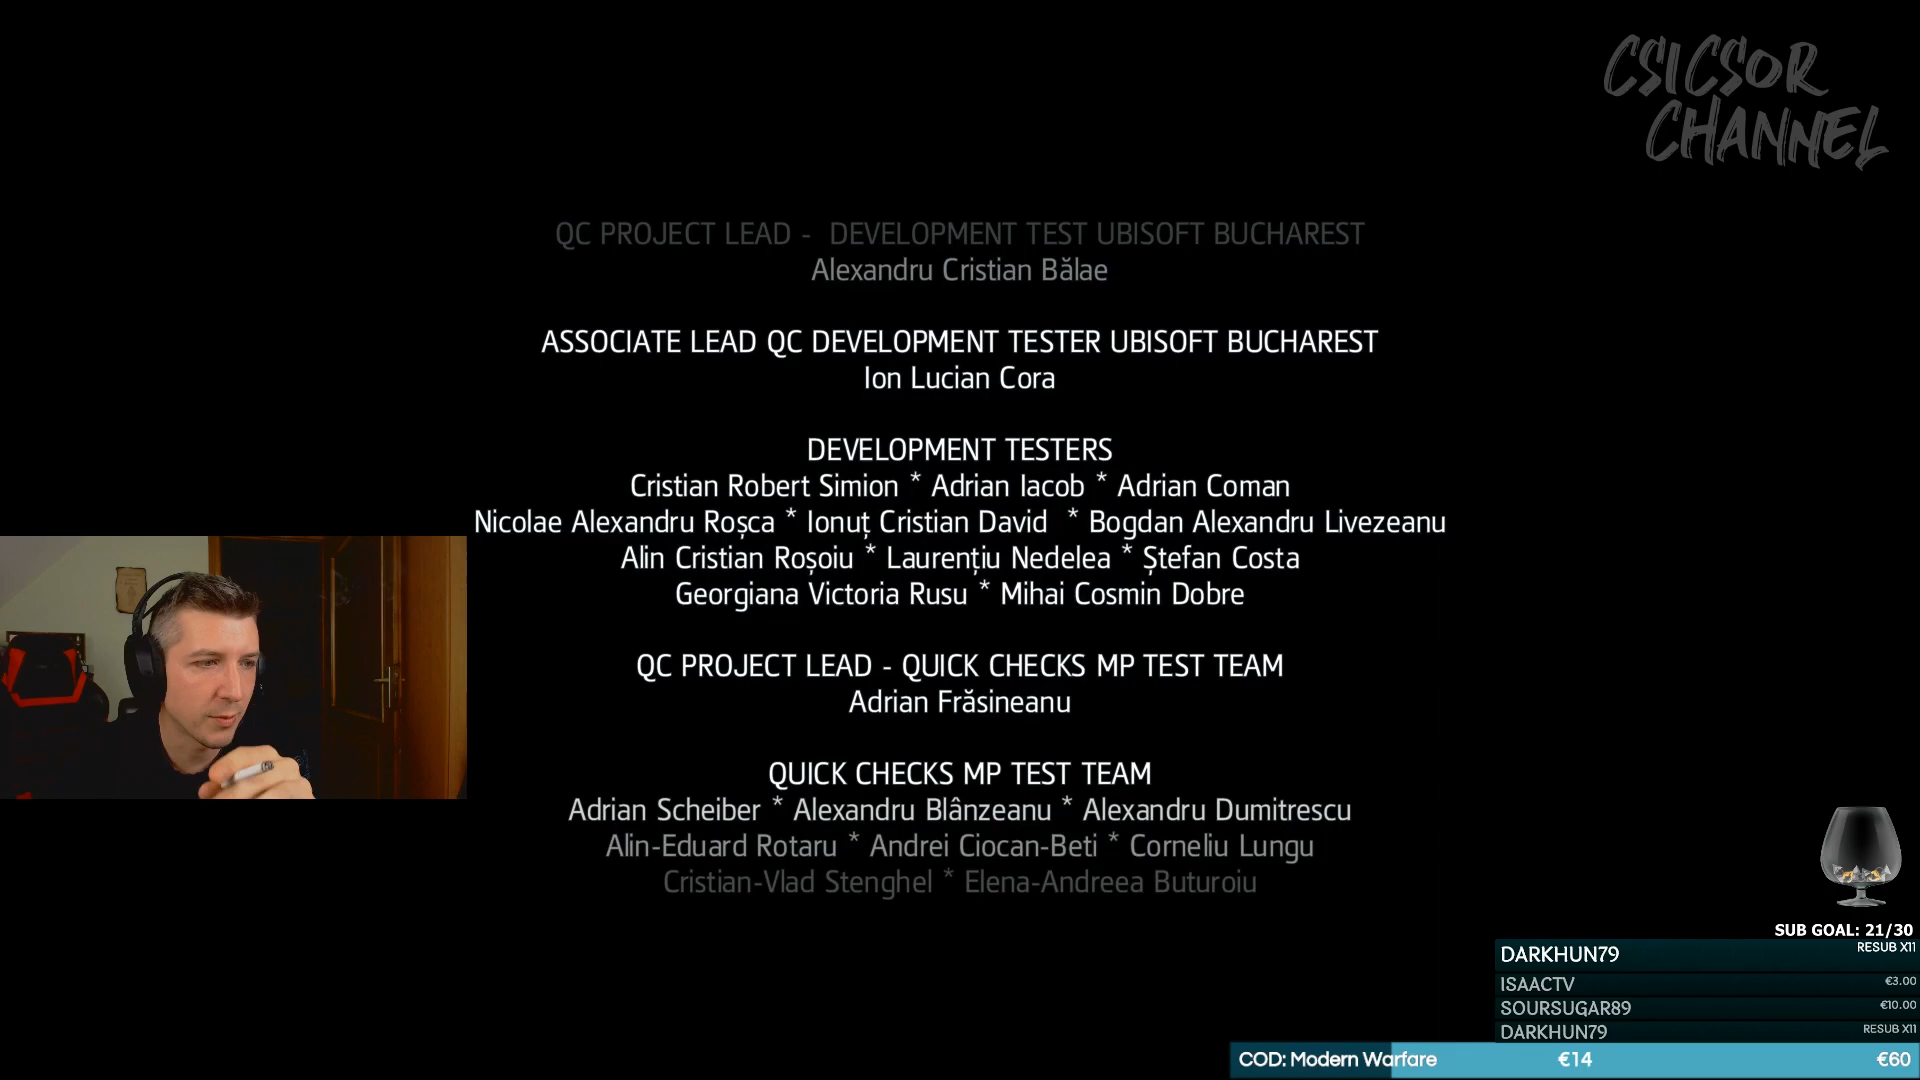 CSICSOR
CHANNEL
QC PROJECT LEAD - DEVELOPMENT TEST UBISOFT BUCHAREST
Alexandru Cristian Bălae
ASSOCIATE LEAD QC DEVELOPMENT TESTER UBISOFT BUCHAREST
Ion Lucian Cora
DEVELOPMENT TESTERS
Cristian Robert Simion * Adrian Iacob * Adrian Coman
Nicolae Alexandru Roșca * Ionuț Cristian David * Bogdan Alexandru Livezeanu
Alin Cristian Roșoiu * Laurențiu Nedelea * Ștefan Costa
Georgiana Victoria Rusu * Mihai Cosmin Dobre
QC PROJECT LEAD - QUICK CHECKS MP TEST TEAM
Adrian Frăsineanu
QUICK CHECKS MP TEST TEAM
Adrian Scheiber * Alexandru Blânzeanu * Alexandru Dumitrescu
Alin-Eduard Rotaru * Andrei Ciocan-Beti * Corneliu Lungu
Cristian-Vlad Stenghel * Elena-Andreea Buturoiu
SUB GOAL: 21/30
DARKHUN79 RESUB X11
ISAACTV €3.00
SOURSUGAR89 €10.00
DARKHUN79 RESUB X11
COD: Modern Warfare €14 €60